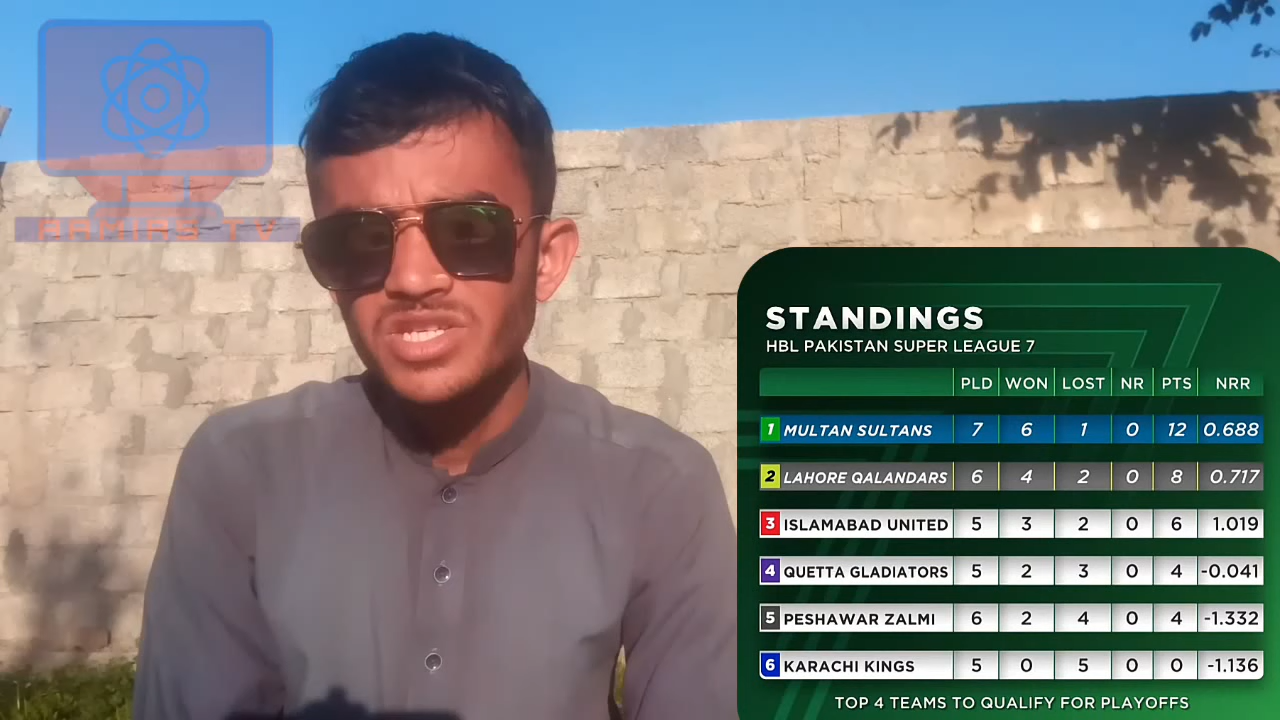 AAMIRS TV
STANDINGS
HBL PAKISTAN SUPER LEAGUE 7
PLD WON LOST NR PTS NRR
1 MULTAN SULTANS 7 6 1 0 12 0.688
2 LAHORE QALANDARS 6 4 2 0 8 0.717
3 ISLAMABAD UNITED 5 3 2 0 6 1.019
4 QUETTA GLADIATORS 5 2 3 0 4 -0.041
5 PESHAWAR ZALMI 6 2 4 0 4 -1.332
6 KARACHI KINGS 5 0 5 0 0 -1.136
TOP 4 TEAMS TO QUALIFY FOR PLAYOFFS